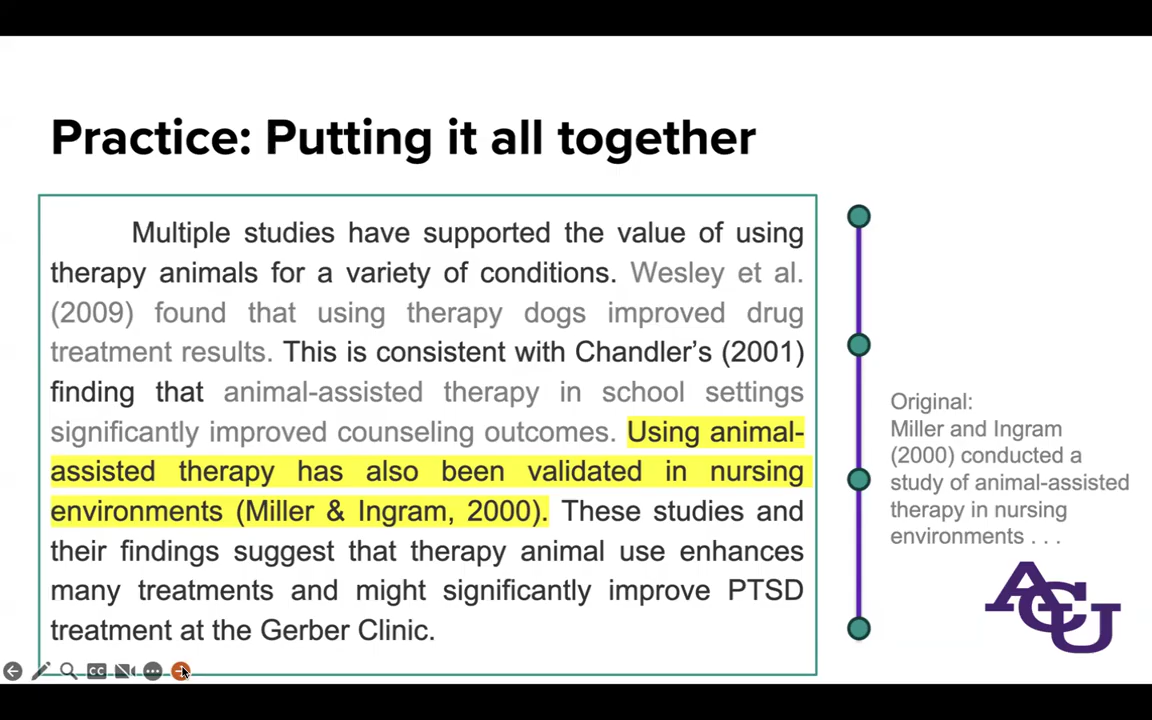 Practice: Putting it all together
Multiple studies have supported the value of using
therapy animals for a variety of conditions. Wesley et al.
(2009) found that using therapy dogs improved drug
treatment results. This is consistent with Chandler’s (2001)
finding that animal-assisted therapy in school settings
significantly improved counseling outcomes. Using animal-
assisted therapy has also been validated in nursing
environments (Miller & Ingram, 2000). These studies and
their findings suggest that therapy animal use enhances
many treatments and might significantly improve PTSD
treatment at the Gerber Clinic.
Original:
Miller and Ingram
(2000) conducted a
study of animal-assisted
therapy in nursing
environments . . .
ACU
CC